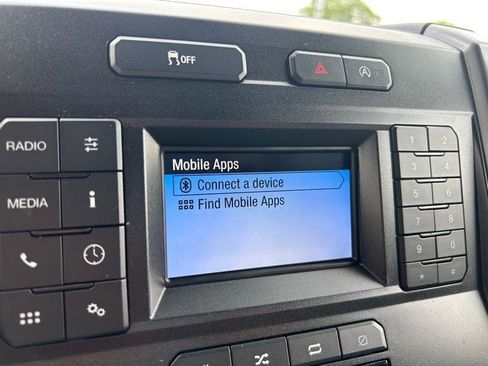 OFF
A
RADIO
MEDIA
i
Mobile Apps
Connect a device
Find Mobile Apps
1 2
3 4
5 6
7 8
9 0
* #